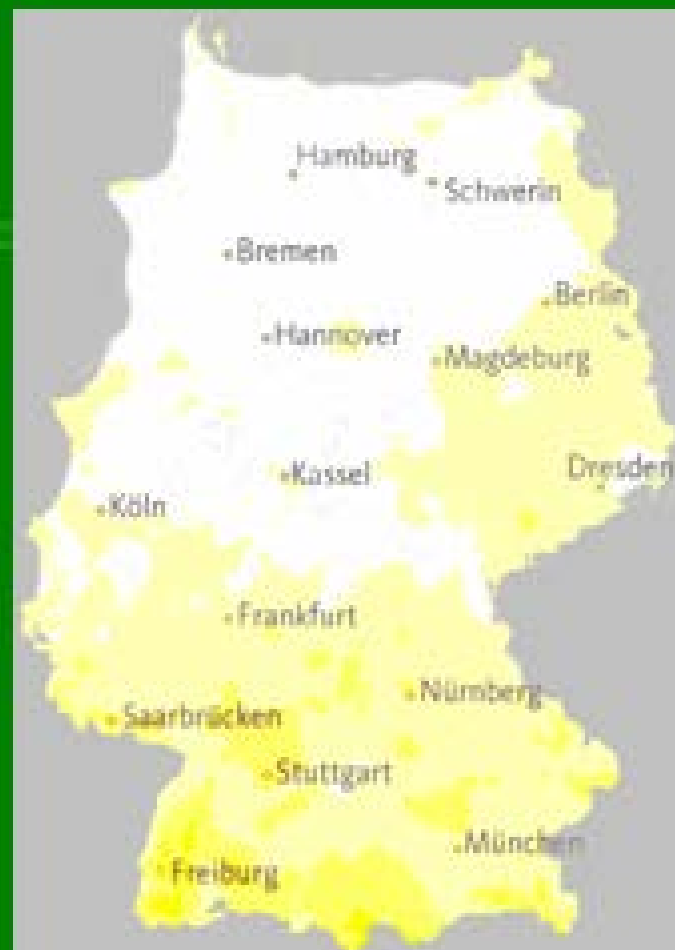 Hamburg
Schwerin
Bremen
Berlin
Hannover
Magdeburg
Kassel
Dresden
Köln
Frankfurt
Nürnberg
Saarbrücken
Stuttgart
München
Freiburg